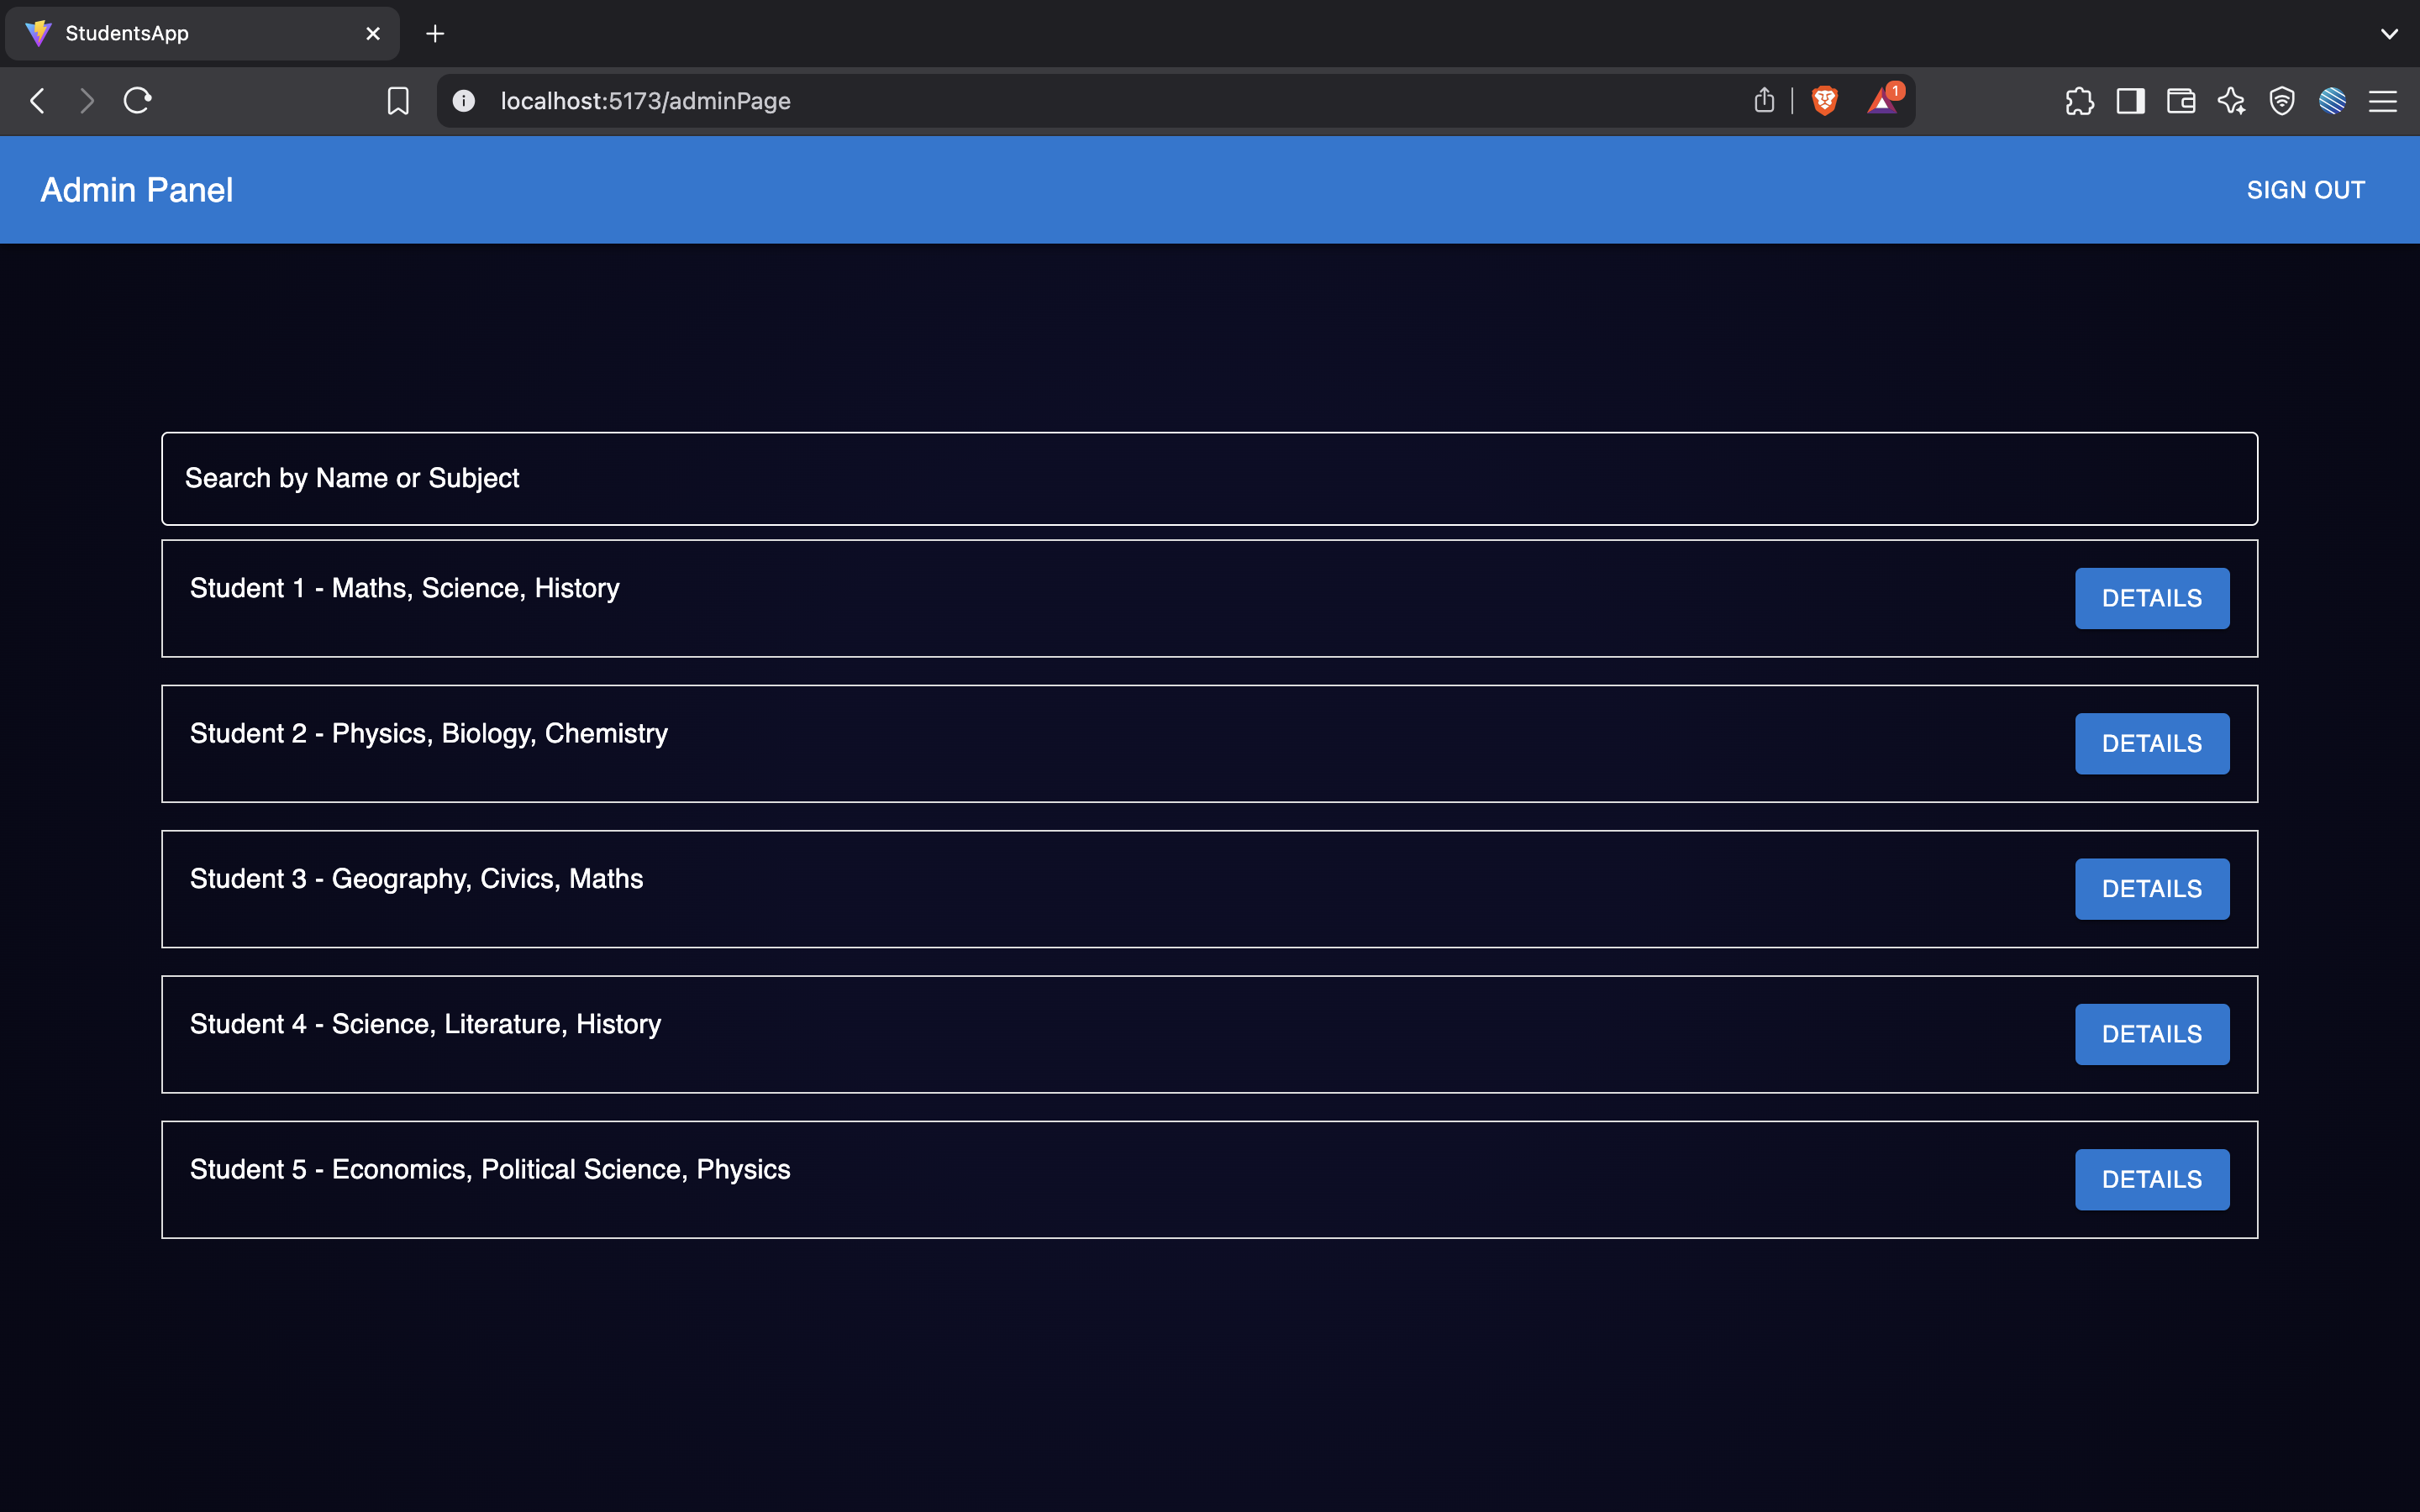 StudentsApp
localhost:5173/adminPage
1
Admin Panel
SIGN OUT
Search by Name or Subject
Student 1 - Maths, Science, History
DETAILS
Student 2 - Physics, Biology, Chemistry
DETAILS
Student 3 - Geography, Civics, Maths
DETAILS
Student 4 - Science, Literature, History
DETAILS
Student 5 - Economics, Political Science, Physics
DETAILS